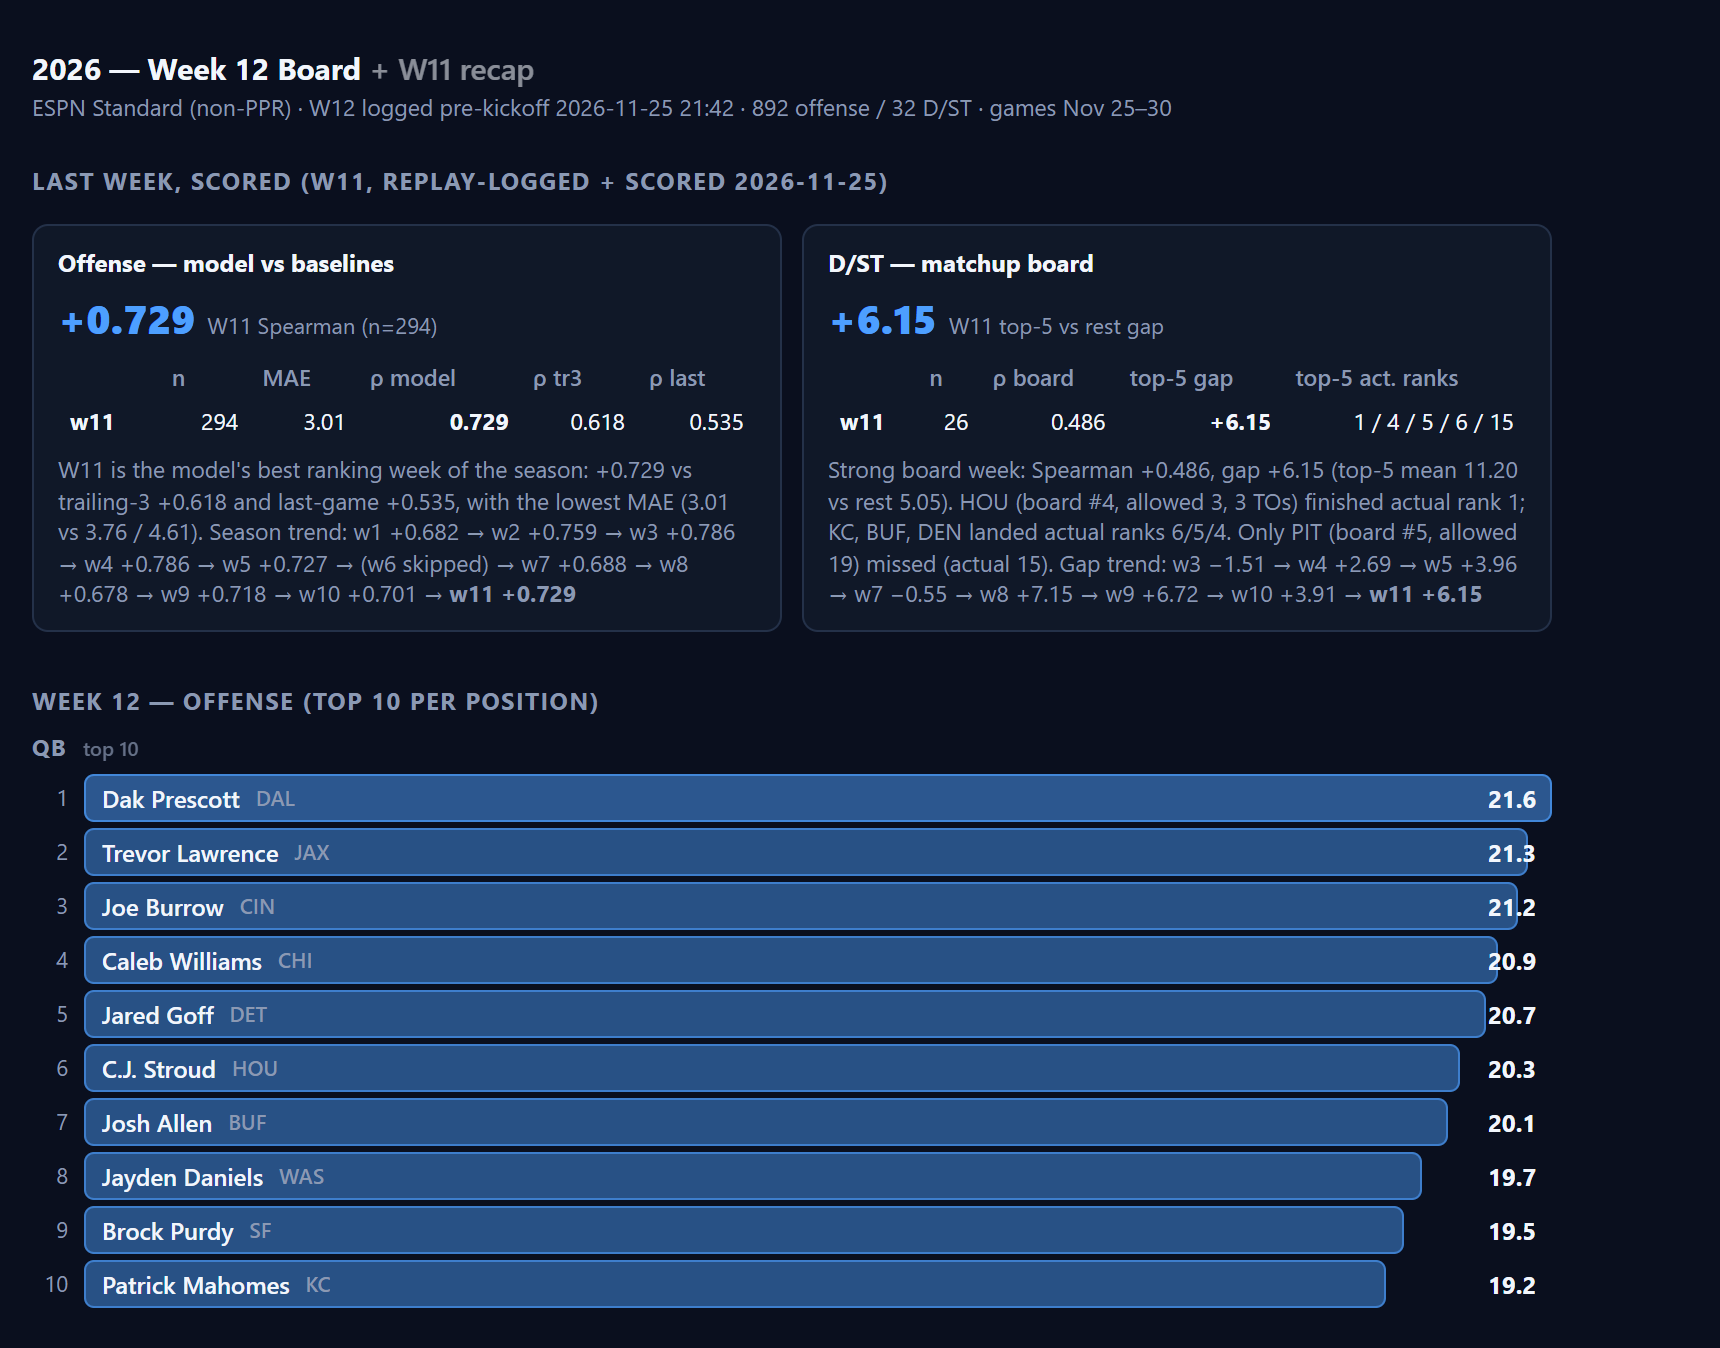 2026 — Week 12 Board + W11 recap
ESPN Standard (non-PPR) · W12 logged pre-kickoff 2026-11-25 21:42 · 892 offense / 32 D/ST · games Nov 25–30
LAST WEEK, SCORED (W11, REPLAY-LOGGED + SCORED 2026-11-25)
Offense — model vs baselines
+0.729 W11 Spearman (n=294)
n MAE ρ model ρ tr3 ρ last
w11 294 3.01 0.729 0.618 0.535
W11 is the model's best ranking week of the season: +0.729 vs
trailing-3 +0.618 and last-game +0.535, with the lowest MAE (3.01
vs 3.76 / 4.61). Season trend: w1 +0.682 → w2 +0.759 → w3 +0.786
→ w4 +0.786 → w5 +0.727 → (w6 skipped) → w7 +0.688 → w8
+0.678 → w9 +0.718 → w10 +0.701 → w11 +0.729
D/ST — matchup board
+6.15 W11 top-5 vs rest gap
n ρ board top-5 gap top-5 act. ranks
w11 26 0.486 +6.15 1 / 4 / 5 / 6 / 15
Strong board week: Spearman +0.486, gap +6.15 (top-5 mean 11.20
vs rest 5.05). HOU (board #4, allowed 3, 3 TOs) finished actual rank 1;
KC, BUF, DEN landed actual ranks 6/5/4. Only PIT (board #5, allowed
19) missed (actual 15). Gap trend: w3 −1.51 → w4 +2.69 → w5 +3.96
→ w7 −0.55 → w8 +7.15 → w9 +6.72 → w10 +3.91 → w11 +6.15
WEEK 12 — OFFENSE (TOP 10 PER POSITION)
QB top 10
1 Dak Prescott DAL 21.6
2 Trevor Lawrence JAX 21.3
3 Joe Burrow CIN 21.2
4 Caleb Williams CHI 20.9
5 Jared Goff DET 20.7
6 C.J. Stroud HOU 20.3
7 Josh Allen BUF 20.1
8 Jayden Daniels WAS 19.7
9 Brock Purdy SF 19.5
10 Patrick Mahomes KC 19.2